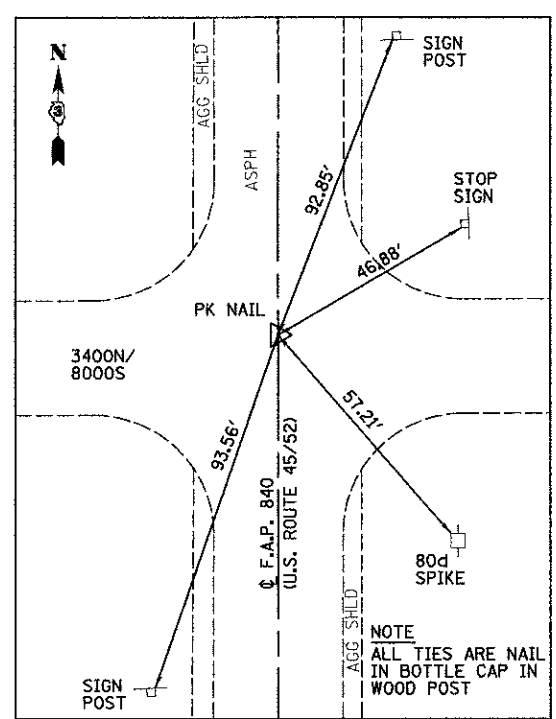 SIGN
POST
N
AGG SHLD
ASPH
92.85'
STOP
SIGN
46.88'
PK NAIL
3400N/
8000S
57.21'
93.56'
℄ F.A.P. 840
(U.S. ROUTE 45/52)
80d
SPIKE
AGG SHLD
NOTE
ALL TIES ARE NAIL
IN BOTTLE CAP IN
WOOD POST
SIGN
POST